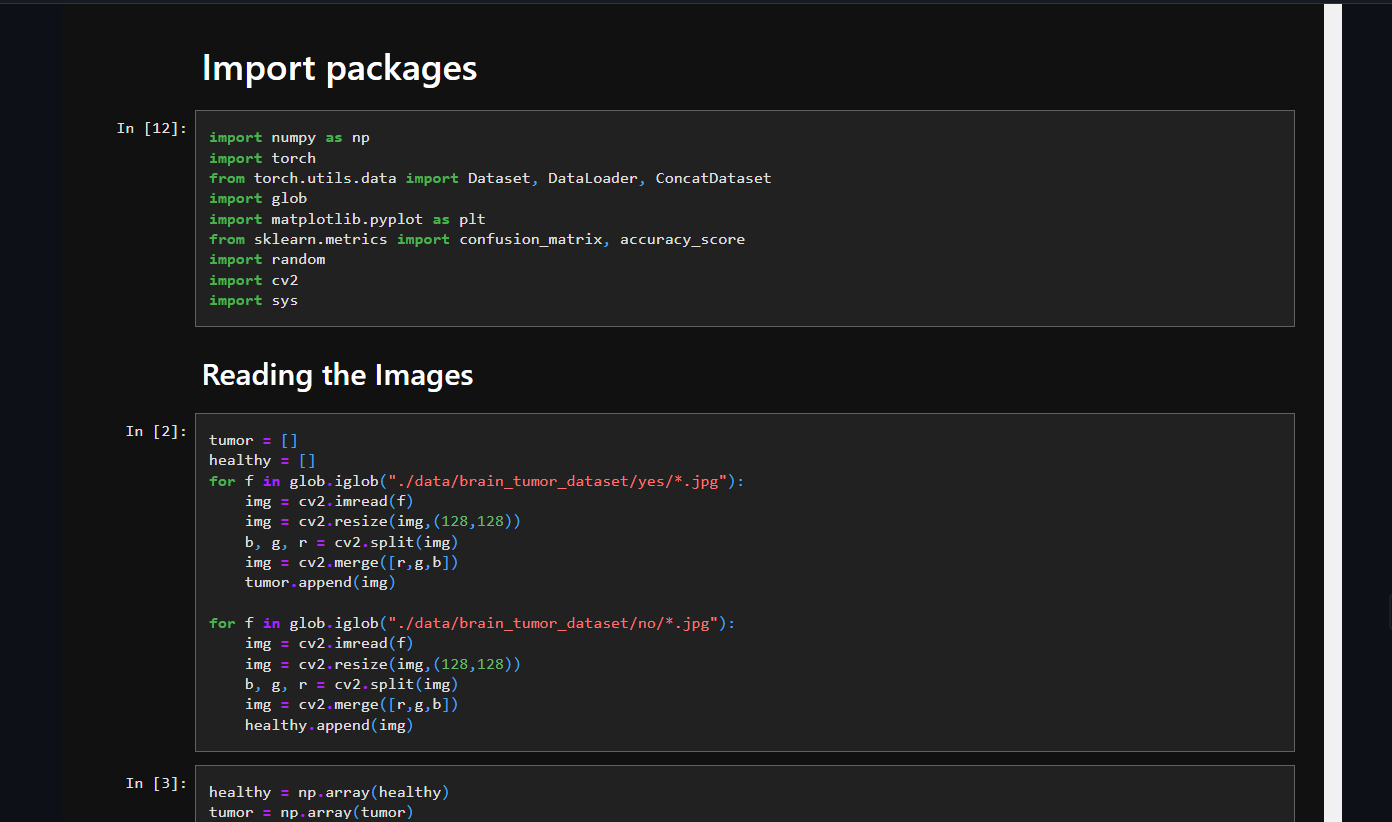 Import packages
In [12]:
import numpy as np
import torch
from torch.utils.data import Dataset, DataLoader, ConcatDataset
import glob
import matplotlib.pyplot as plt
from sklearn.metrics import confusion_matrix, accuracy_score
import random
import cv2
import sys
Reading the Images
In [2]:
tumor = []
healthy = []
for f in glob.iglob("./data/brain_tumor_dataset/yes/*.jpg"):
    img = cv2.imread(f)
    img = cv2.resize(img,(128,128))
    b, g, r = cv2.split(img)
    img = cv2.merge([r,g,b])
    tumor.append(img)

for f in glob.iglob("./data/brain_tumor_dataset/no/*.jpg"):
    img = cv2.imread(f)
    img = cv2.resize(img,(128,128))
    b, g, r = cv2.split(img)
    img = cv2.merge([r,g,b])
    healthy.append(img)
In [3]:
healthy = np.array(healthy)
tumor = np.array(tumor)